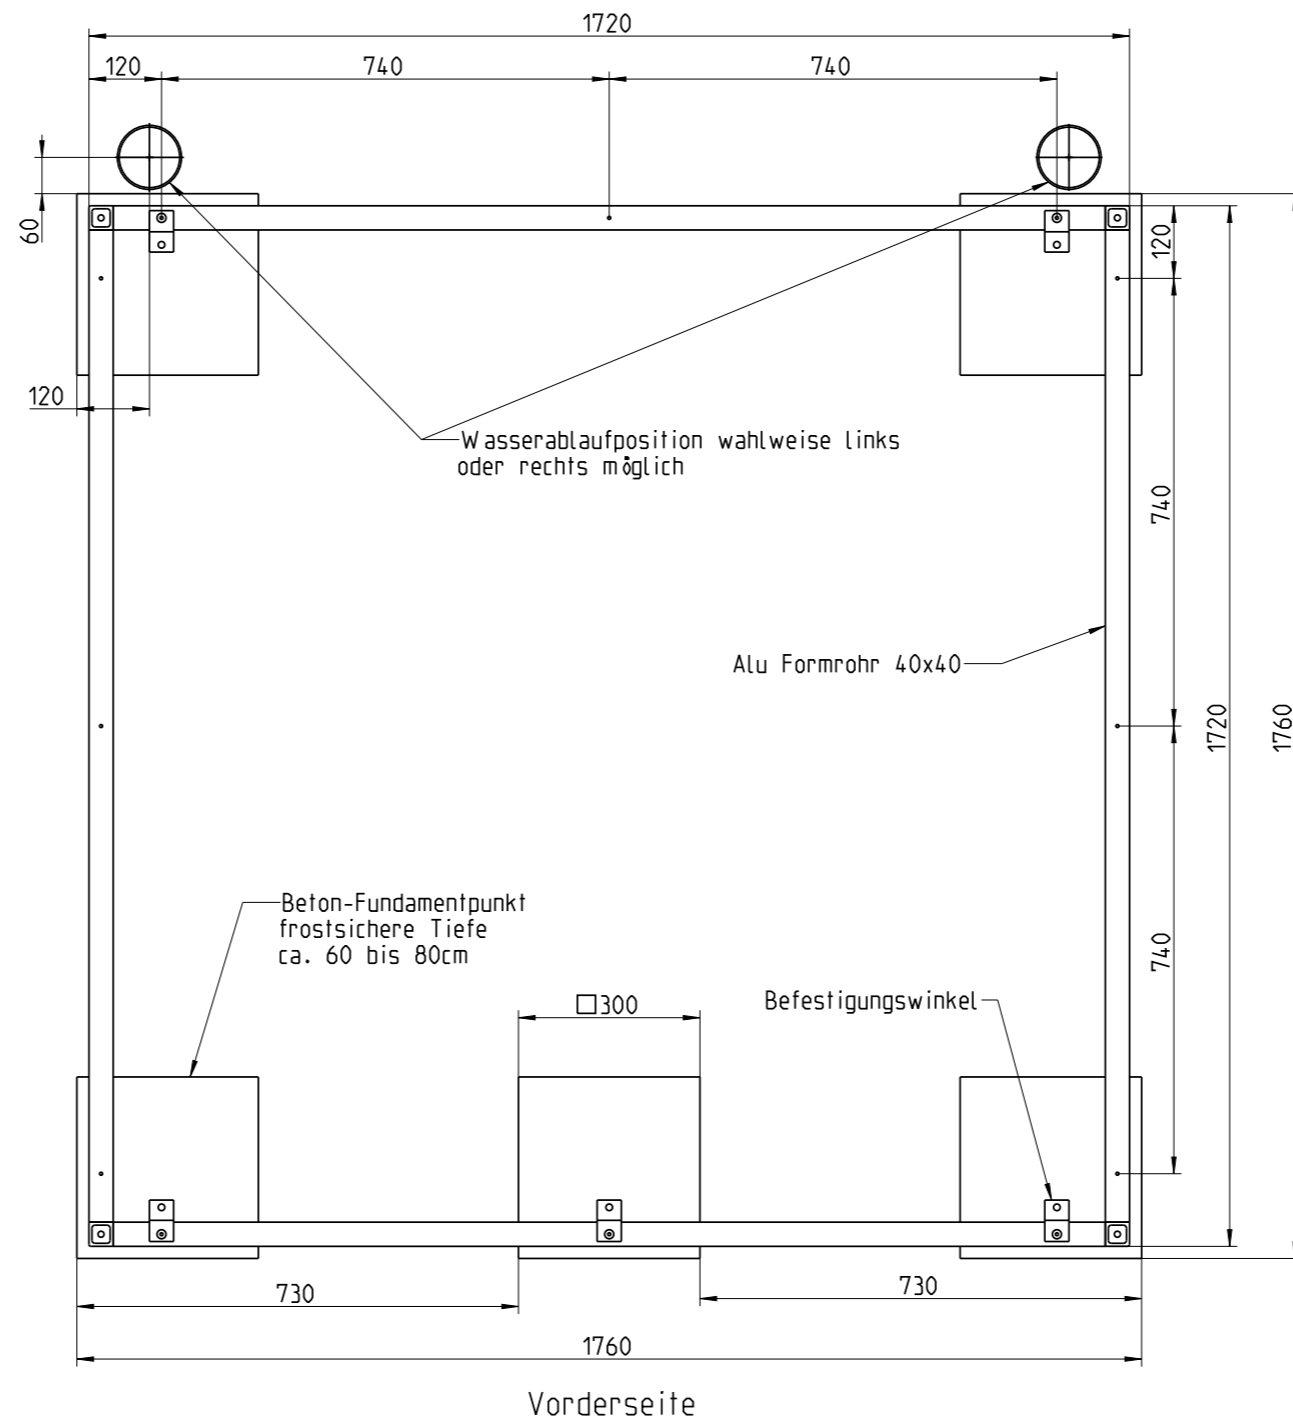 1720
120
740
740
60
120
120
Wasserablaufposition wahlweise links
oder rechts möglich
740
Alu Formrohr 40x40
1720
1760
Beton-Fundamentpunkt
frostsichere Tiefe
ca. 60 bis 80cm
740
□300
Befestigungswinkel
730
730
1760
Vorderseite